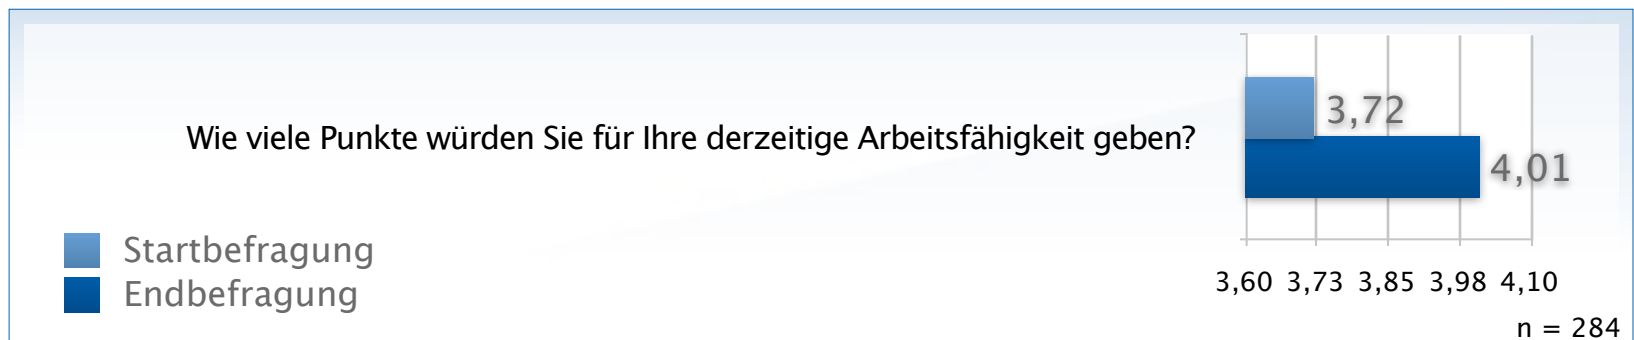 3,72
Wie viele Punkte würden Sie für Ihre derzeitige Arbeitsfähigkeit geben?
4,01
Startbefragung
Endbefragung
3,60 3,73 3,85 3,98 4,10
n = 284